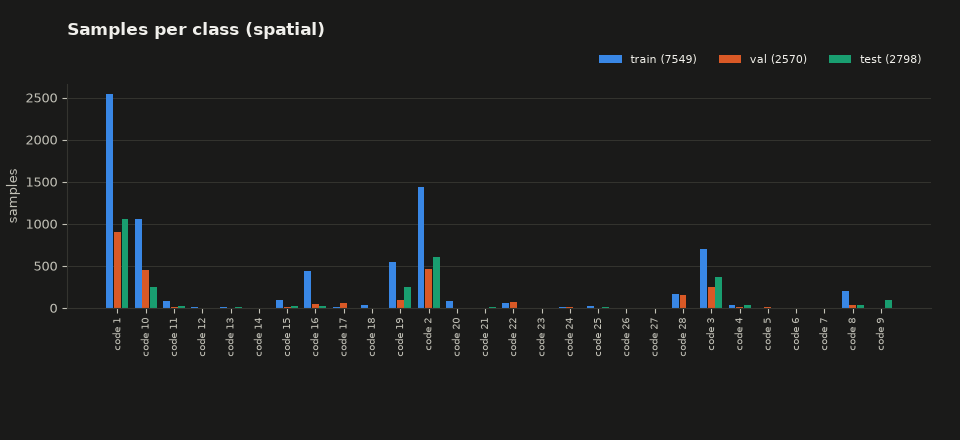 Samples per class (spatial)
train (7549) val (2570) test (2798)
samples
2500
2000
1500
1000
500
0
code 1
code 10
code 11
code 12
code 13
code 14
code 15
code 16
code 17
code 18
code 19
code 2
code 20
code 21
code 22
code 23
code 24
code 25
code 26
code 27
code 28
code 3
code 4
code 5
code 6
code 7
code 8
code 9